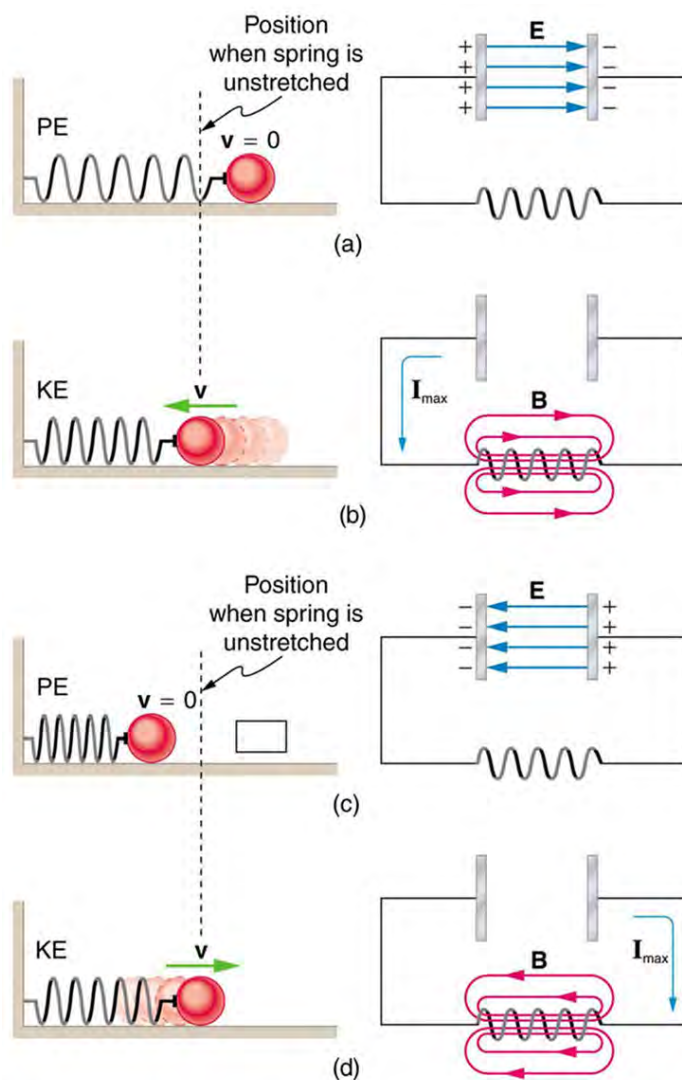 Position
when spring is
unstretched
PE
v = 0
E
+ −
+ −
+ −
+ −
(a)
KE
v
I max
B
(b)
Position
when spring is
unstretched
PE
v = 0
E
− +
− +
− +
− +
(c)
KE
v
I max
B
(d)